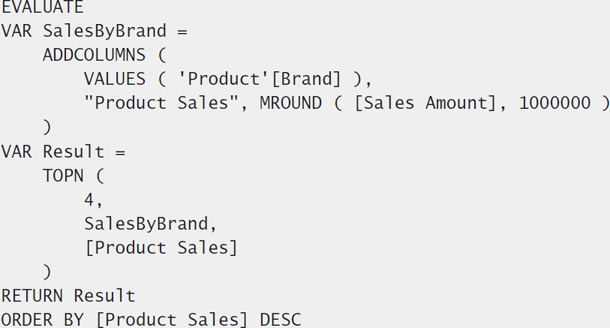 EVALUATE
VAR SalesByBrand =
    ADDCOLUMNS (
        VALUES ( 'Product'[Brand] ),
        "Product Sales", MROUND ( [Sales Amount], 1000000 )
    )
VAR Result =
    TOPN (
        4,
        SalesByBrand,
        [Product Sales]
    )
RETURN Result
ORDER BY [Product Sales] DESC